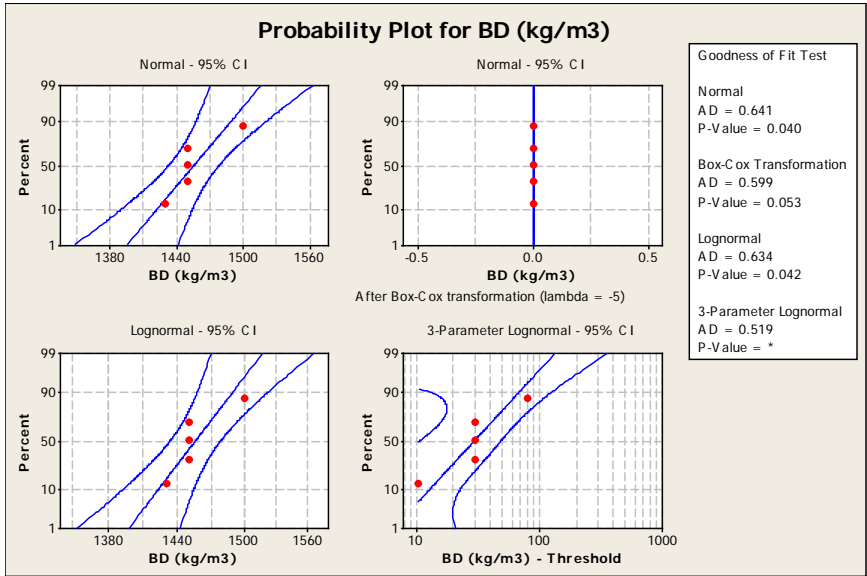 Probability Plot for BD (kg/m3)
Normal - 95% CI
99
90
50
10
1
Percent
1380
1440
1500
1560
BD (kg/m3)
Normal - 95% CI
99
90
50
10
1
Percent
-0.5
0.0
0.5
BD (kg/m3)
After Box-Cox transformation (lambda = -5)
Lognormal - 95% CI
99
90
50
10
1
Percent
1380
1440
1500
1560
BD (kg/m3)
3-Parameter Lognormal - 95% CI
99
90
50
10
1
Percent
10
100
1000
BD (kg/m3) - Threshold
Goodness of Fit Test
Normal
AD = 0.641
P-Value = 0.040
Box-Cox Transformation
AD = 0.599
P-Value = 0.053
Lognormal
AD = 0.634
P-Value = 0.042
3-Parameter Lognormal
AD = 0.519
P-Value = *